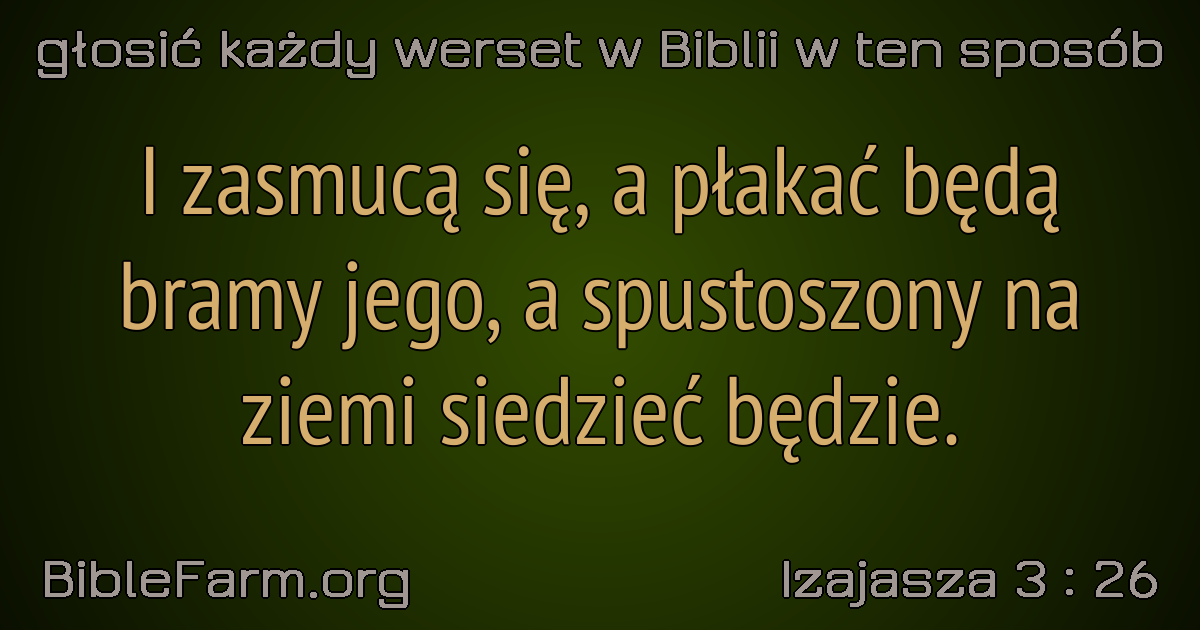 głosić każdy werset w Biblii w ten sposób
I zasmucą się, a płakać będą
bramy jego, a spustoszony na
ziemi siedzieć będzie.
BibleFarm.org
Izajasza 3 : 26